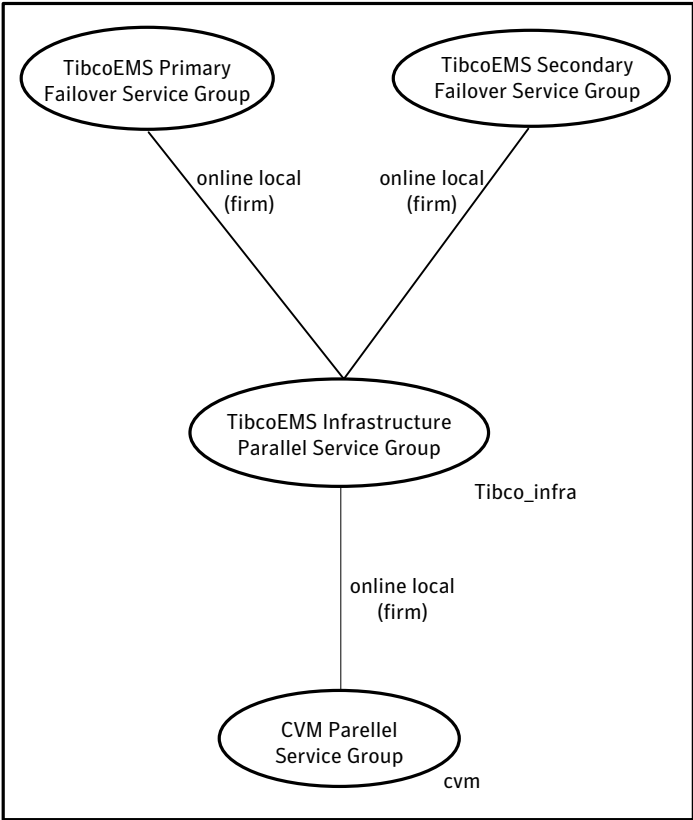 TibcoEMS Primary
Failover Service Group
TibcoEMS Secondary
Failover Service Group
online local
(firm)
online local
(firm)
TibcoEMS Infrastructure
Parallel Service Group
Tibco_infra
online local
(firm)
CVM Parellel
Service Group
cvm